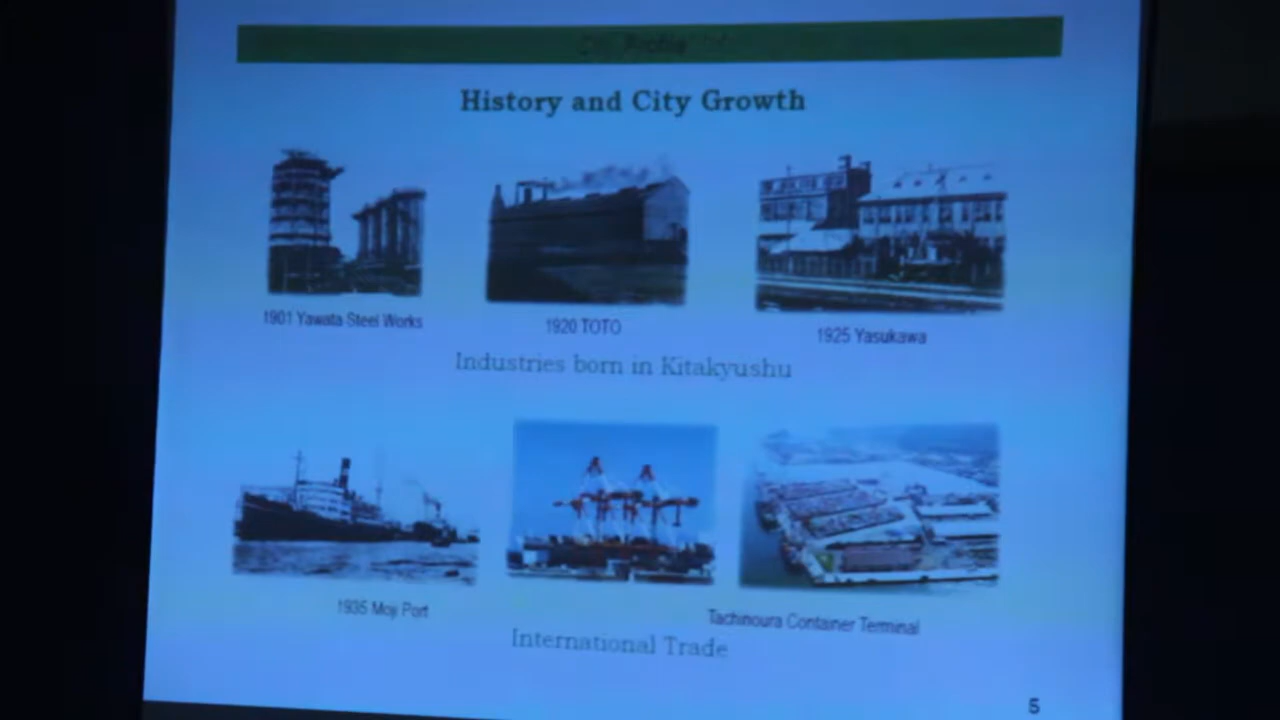 Profile
History and City Growth
1901 Yawata Steel Works
1920 TOTO
1925 Yasukawa
Industries born in Kitakyushu
1935 Moji Port
Tachinoura Container Terminal
International Trade
5